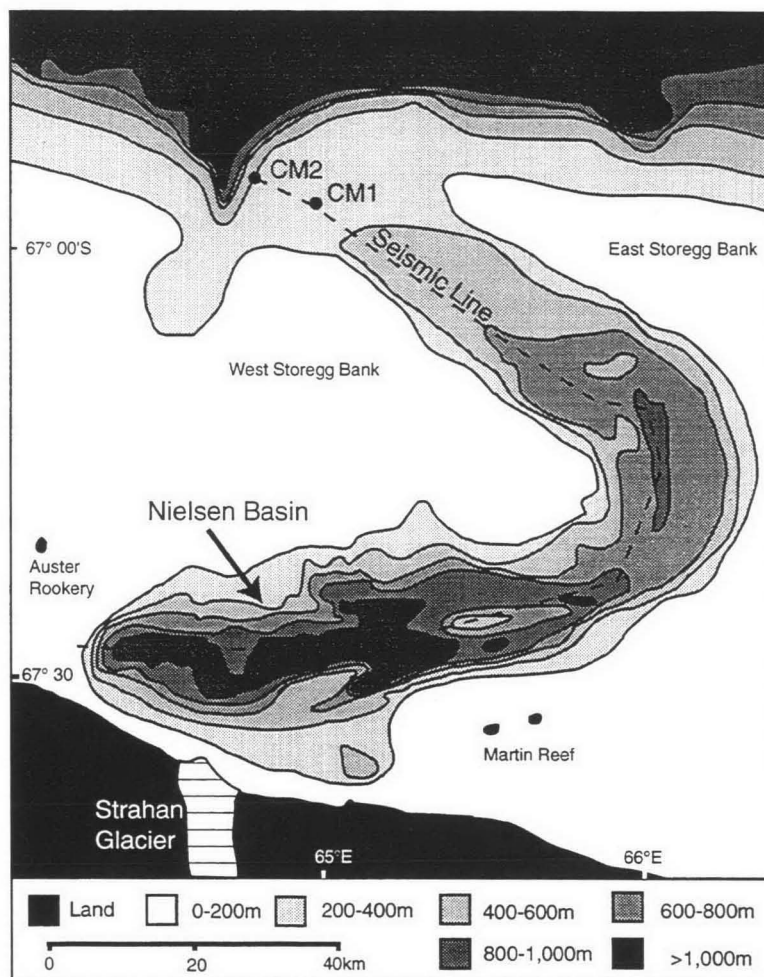 CM2
CM1
67° 00'S
Seismic Line
East Storegg Bank
West Storegg Bank
Nielsen Basin
Auster
Rookery
67° 30
Martin Reef
Strahan
Glacier
65°E
66°E
Land
0-200m
200-400m
400-600m
600-800m
800-1,000m
>1,000m
0
20
40km